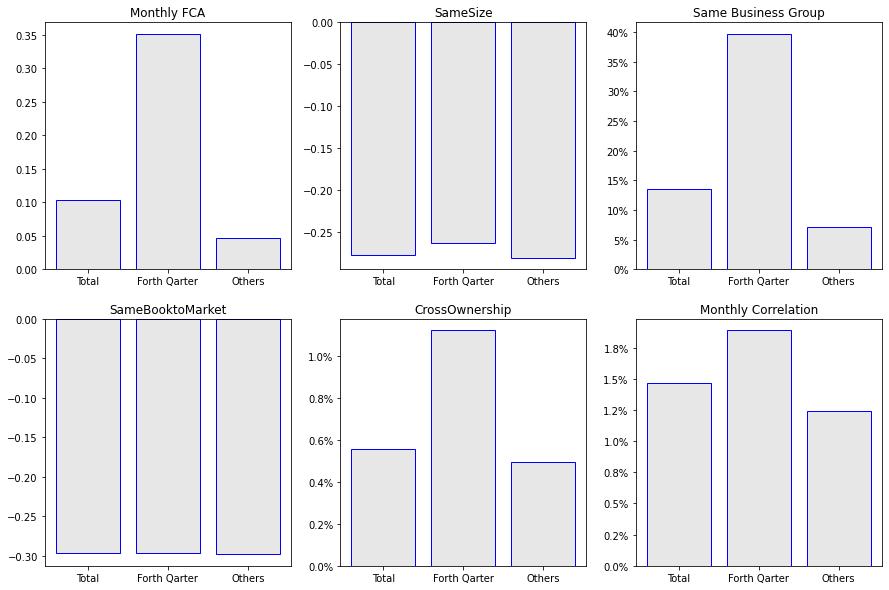 Monthly FCA
0.35
0.30
0.25
0.20
0.15
0.10
0.05
0.00
Total
Forth Qarter
Others
SameSize
0.00
−0.05
−0.10
−0.15
−0.20
−0.25
Total
Forth Qarter
Others
Same Business Group
40%
35%
30%
25%
20%
15%
10%
5%
0%
Total
Forth Qarter
Others
SameBooktoMarket
0.00
−0.05
−0.10
−0.15
−0.20
−0.25
−0.30
Total
Forth Qarter
Others
CrossOwnership
1.0%
0.8%
0.6%
0.4%
0.2%
0.0%
Total
Forth Qarter
Others
Monthly Correlation
1.8%
1.5%
1.2%
1.0%
0.8%
0.5%
0.2%
0.0%
Total
Forth Qarter
Others